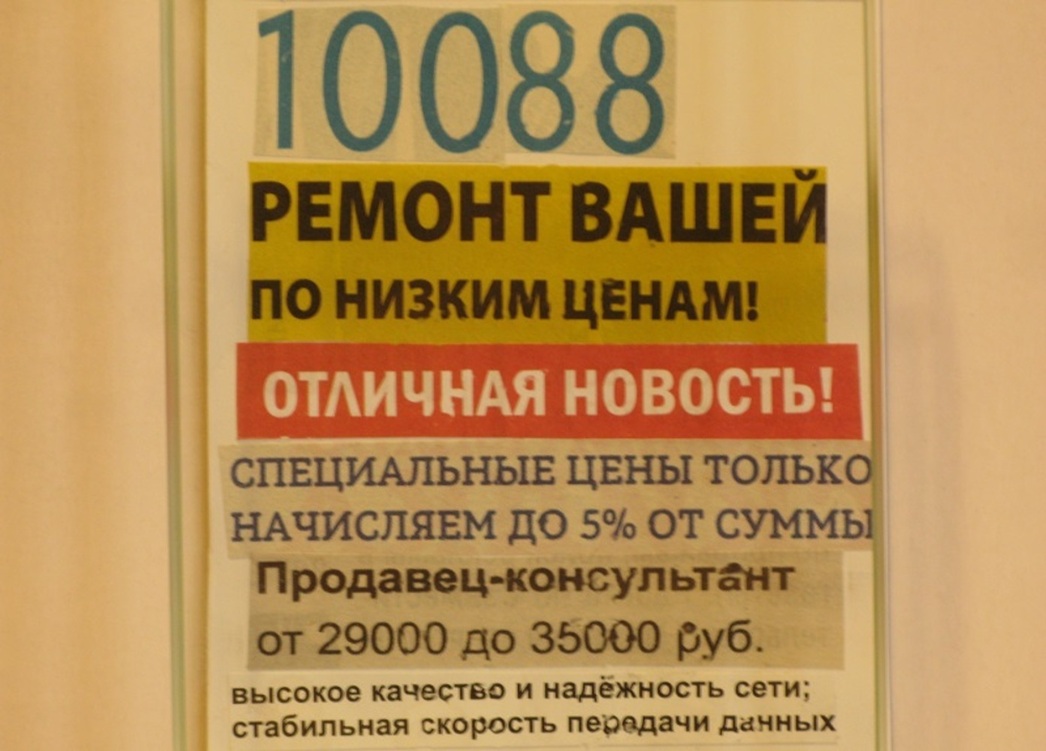 10088
РЕМОНТ ВАШЕЙ
ПО НИЗКИМ ЦЕНАМ!
ОТЛИЧНАЯ НОВОСТЬ!
СПЕЦИАЛЬНЫЕ ЦЕНЫ ТОЛЬКО
НАЧИСЛЯЕМ ДО 5% ОТ СУММЫ
Продавец-консультант
от 29000 до 35000 руб.
высокое качество и надёжность сети;
стабильная скорость передачи данных